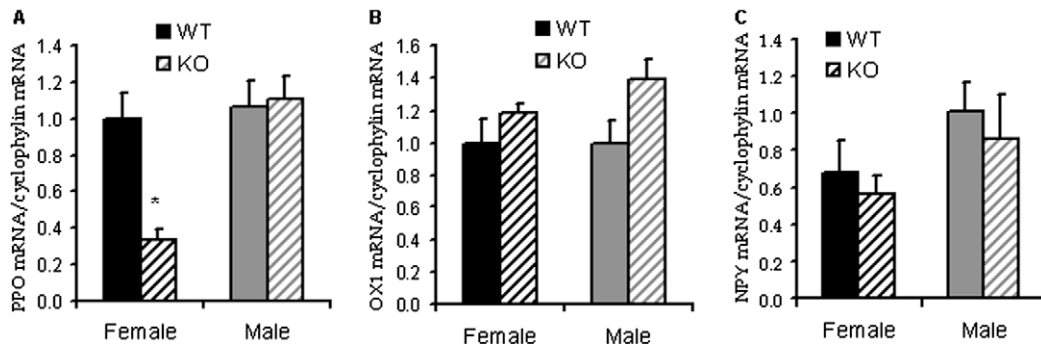 A
WT
KO
PPO mRNA/cyclophylin mRNA
1.4
1.2
1.0
0.8
0.6
0.4
0.2
0.0
*
Female Male
B
WT
KO
OX1 mRNA/cyclophylin mRNA
1.6
1.4
1.2
1.0
0.8
0.6
0.4
0.2
0.0
Female Male
C
WT
KO
NPY mRNA/cyclophylin mRNA
1.4
1.2
1.0
0.8
0.6
0.4
0.2
0.0
Female Male